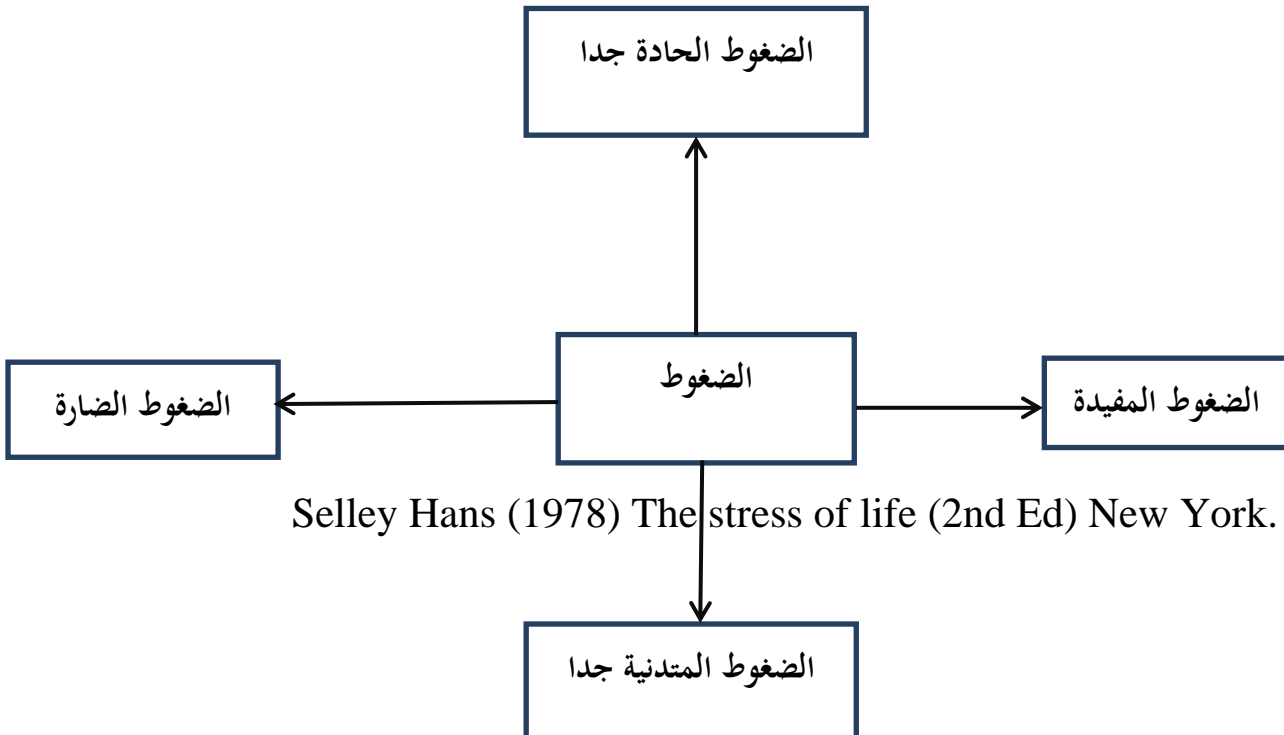 الضغوط الحادة جدا
الضغوط
الضغوط المفيدة
الضغوط الضارة
Selley Hans (1978) The stress of life (2nd Ed) New York.
الضغوط المتدنية جدا